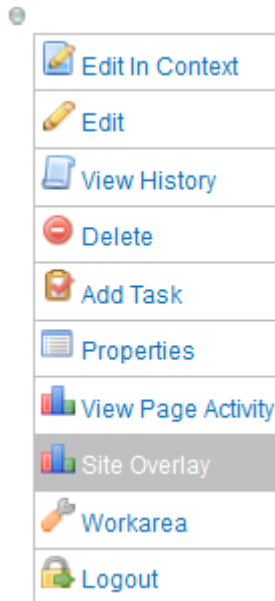 Edit In Context
Edit
View History
Delete
Add Task
Properties
View Page Activity
Site Overlay
Workarea
Logout